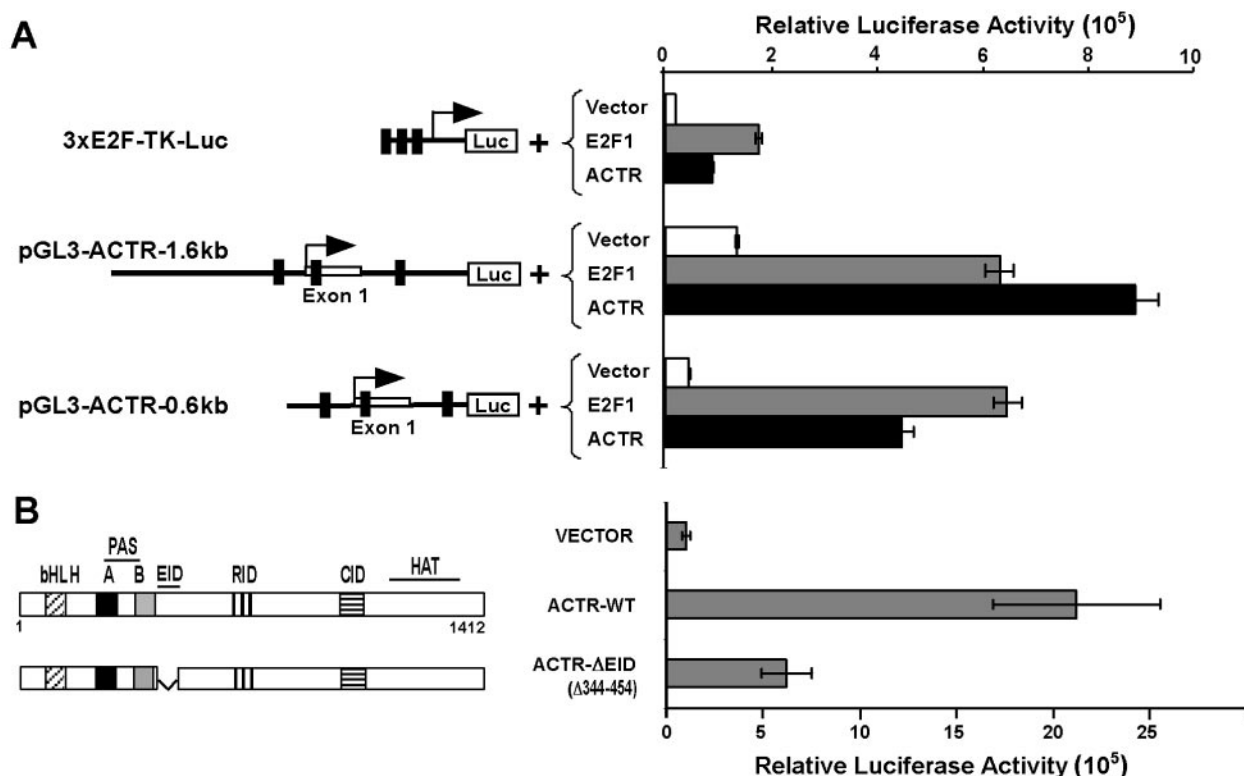 A
Relative Luciferase Activity (10⁵)
0 2 4 6 8 10
3xE2F-TK-Luc
Luc
+
Vector
E2F1
ACTR
pGL3-ACTR-1.6kb
Exon 1
Luc
+
Vector
E2F1
ACTR
pGL3-ACTR-0.6kb
Exon 1
Luc
+
Vector
E2F1
ACTR
B
PAS
bHLH A B EID RID CID HAT
1 1412
VECTOR
ACTR-WT
ACTR-ΔEID
(Δ344-454)
0 5 10 15 20 25
Relative Luciferase Activity (10⁵)